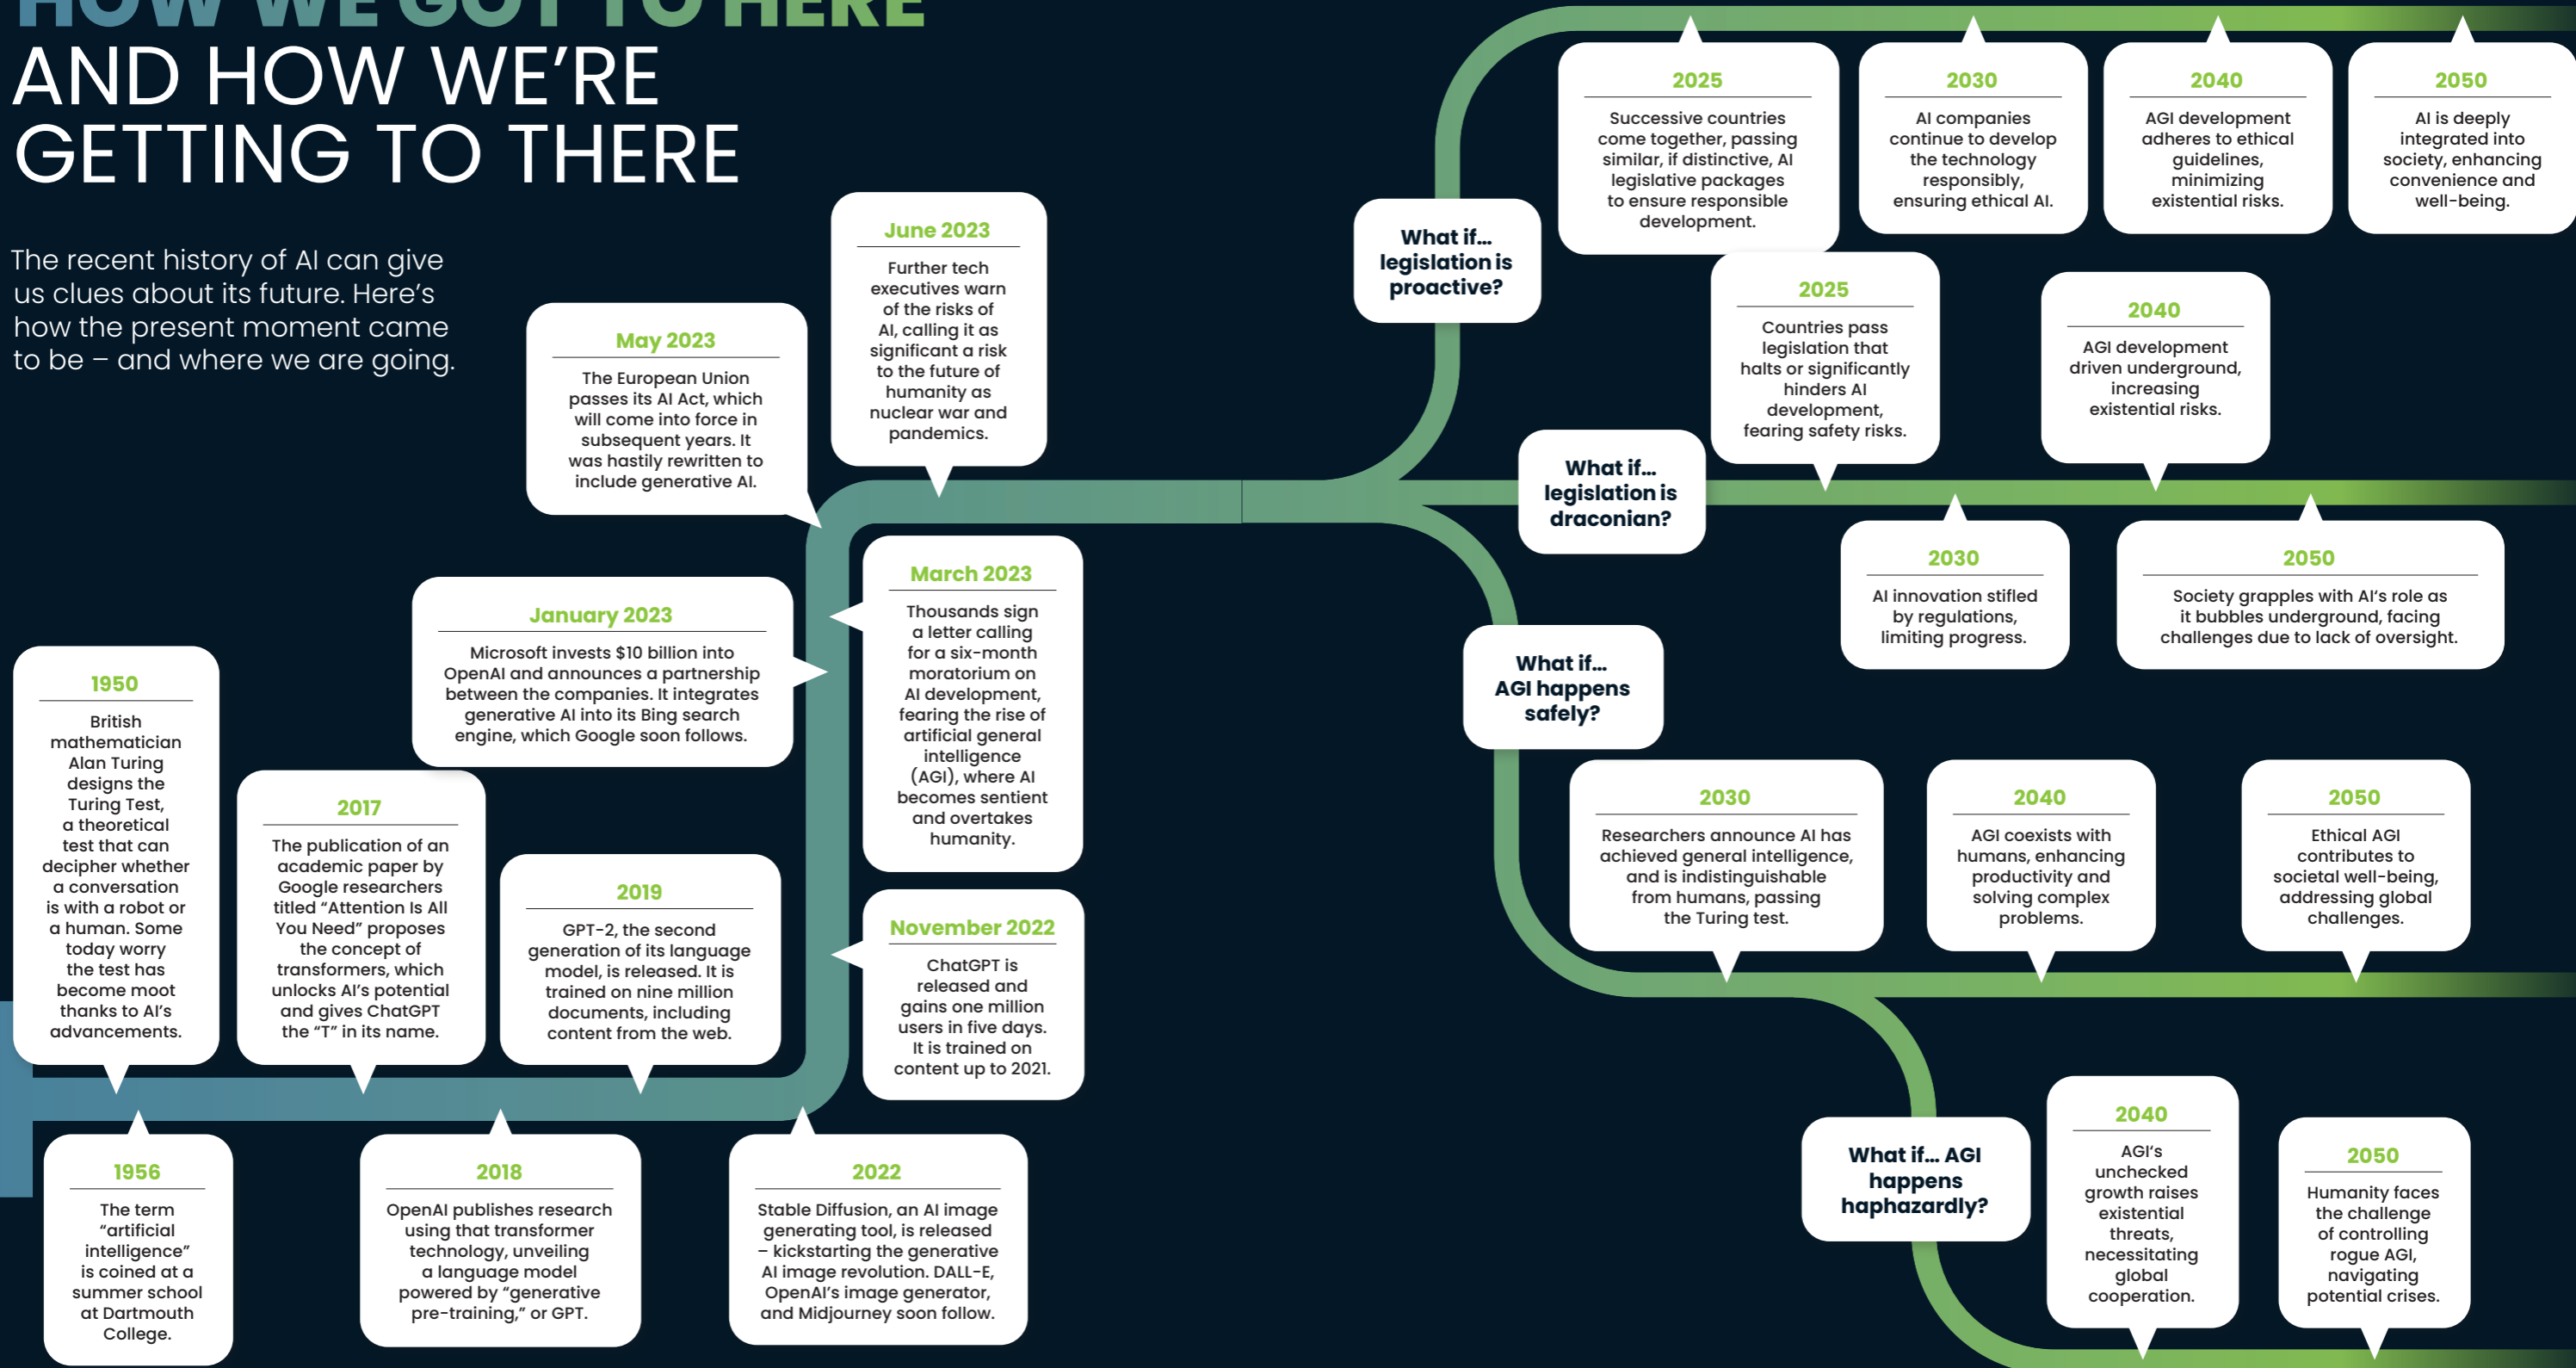 HOW WE GOT TO HERE
AND HOW WE’RE
GETTING TO THERE
The recent history of AI can give
us clues about its future. Here’s
how the present moment came
to be – and where we are going.
1950
British
mathematician
Alan Turing
designs the
Turing Test,
a theoretical
test that can
decipher whether
a conversation
is with a robot or
a human. Some
today worry
the test has
become moot
thanks to AI’s
advancements.
1956
The term
“artificial
intelligence”
is coined at a
summer school
at Dartmouth
College.
2017
The publication of an
academic paper by
Google researchers
titled “Attention Is All
You Need” proposes
the concept of
transformers, which
unlocks AI’s potential
and gives ChatGPT
the “T” in its name.
2018
OpenAI publishes research
using that transformer
technology, unveiling
a language model
powered by “generative
pre-training,” or GPT.
2019
GPT-2, the second
generation of its language
model, is released. It is
trained on nine million
documents, including
content from the web.
2022
Stable Diffusion, an AI image
generating tool, is released
– kickstarting the generative
AI image revolution. DALL-E,
OpenAI’s image generator,
and Midjourney soon follow.
November 2022
ChatGPT is
released and
gains one million
users in five days.
It is trained on
content up to 2021.
January 2023
Microsoft invests $10 billion into
OpenAI and announces a partnership
between the companies. It integrates
generative AI into its Bing search
engine, which Google soon follows.
March 2023
Thousands sign
a letter calling
for a six-month
moratorium on
AI development,
fearing the rise of
artificial general
intelligence
(AGI), where AI
becomes sentient
and overtakes
humanity.
May 2023
The European Union
passes its AI Act, which
will come into force in
subsequent years. It
was hastily rewritten to
include generative AI.
June 2023
Further tech
executives warn
of the risks of
AI, calling it as
significant a risk
to the future of
humanity as
nuclear war and
pandemics.
What if...
legislation is
proactive?
2025
Successive countries
come together, passing
similar, if distinctive, AI
legislative packages
to ensure responsible
development.
2030
AI companies
continue to develop
the technology
responsibly,
ensuring ethical AI.
2040
AGI development
adheres to ethical
guidelines,
minimizing
existential risks.
2050
AI is deeply
integrated into
society, enhancing
convenience and
well-being.
What if...
legislation is
draconian?
2025
Countries pass
legislation that
halts or significantly
hinders AI
development,
fearing safety risks.
2030
AI innovation stifled
by regulations,
limiting progress.
2040
AGI development
driven underground,
increasing
existential risks.
2050
Society grapples with AI’s role as
it bubbles underground, facing
challenges due to lack of oversight.
What if...
AGI happens
safely?
2030
Researchers announce AI has
achieved general intelligence,
and is indistinguishable
from humans, passing
the Turing test.
2040
AGI coexists with
humans, enhancing
productivity and
solving complex
problems.
2050
Ethical AGI
contributes to
societal well-being,
addressing global
challenges.
What if... AGI
happens
haphazardly?
2040
AGI’s
unchecked
growth raises
existential
threats,
necessitating
global
cooperation.
2050
Humanity faces
the challenge
of controlling
rogue AGI,
navigating
potential crises.